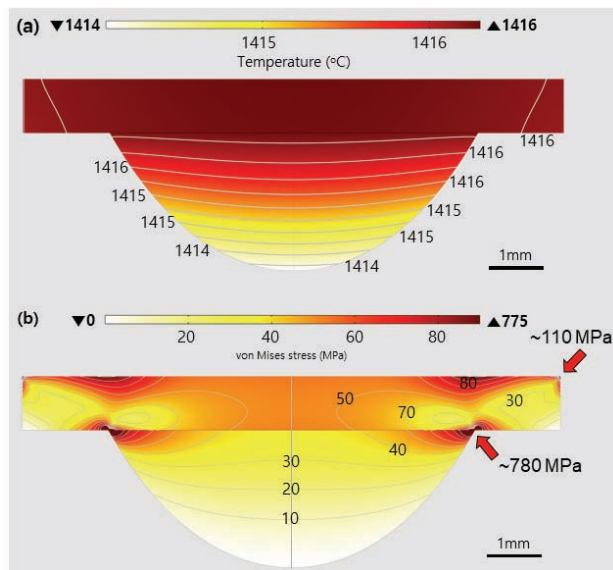 (a) ▼1414 ▲1416
1415 1416
Temperature (°C)
1416
1416 1416
1416 1416
1415 1415
1415 1415
1414 1414
1mm
(b) ▼0 ▲775
20 40 60 80
von Mises stress (MPa)
~110 MPa
80
50 30
70
40
30
~780 MPa
20
10
1mm